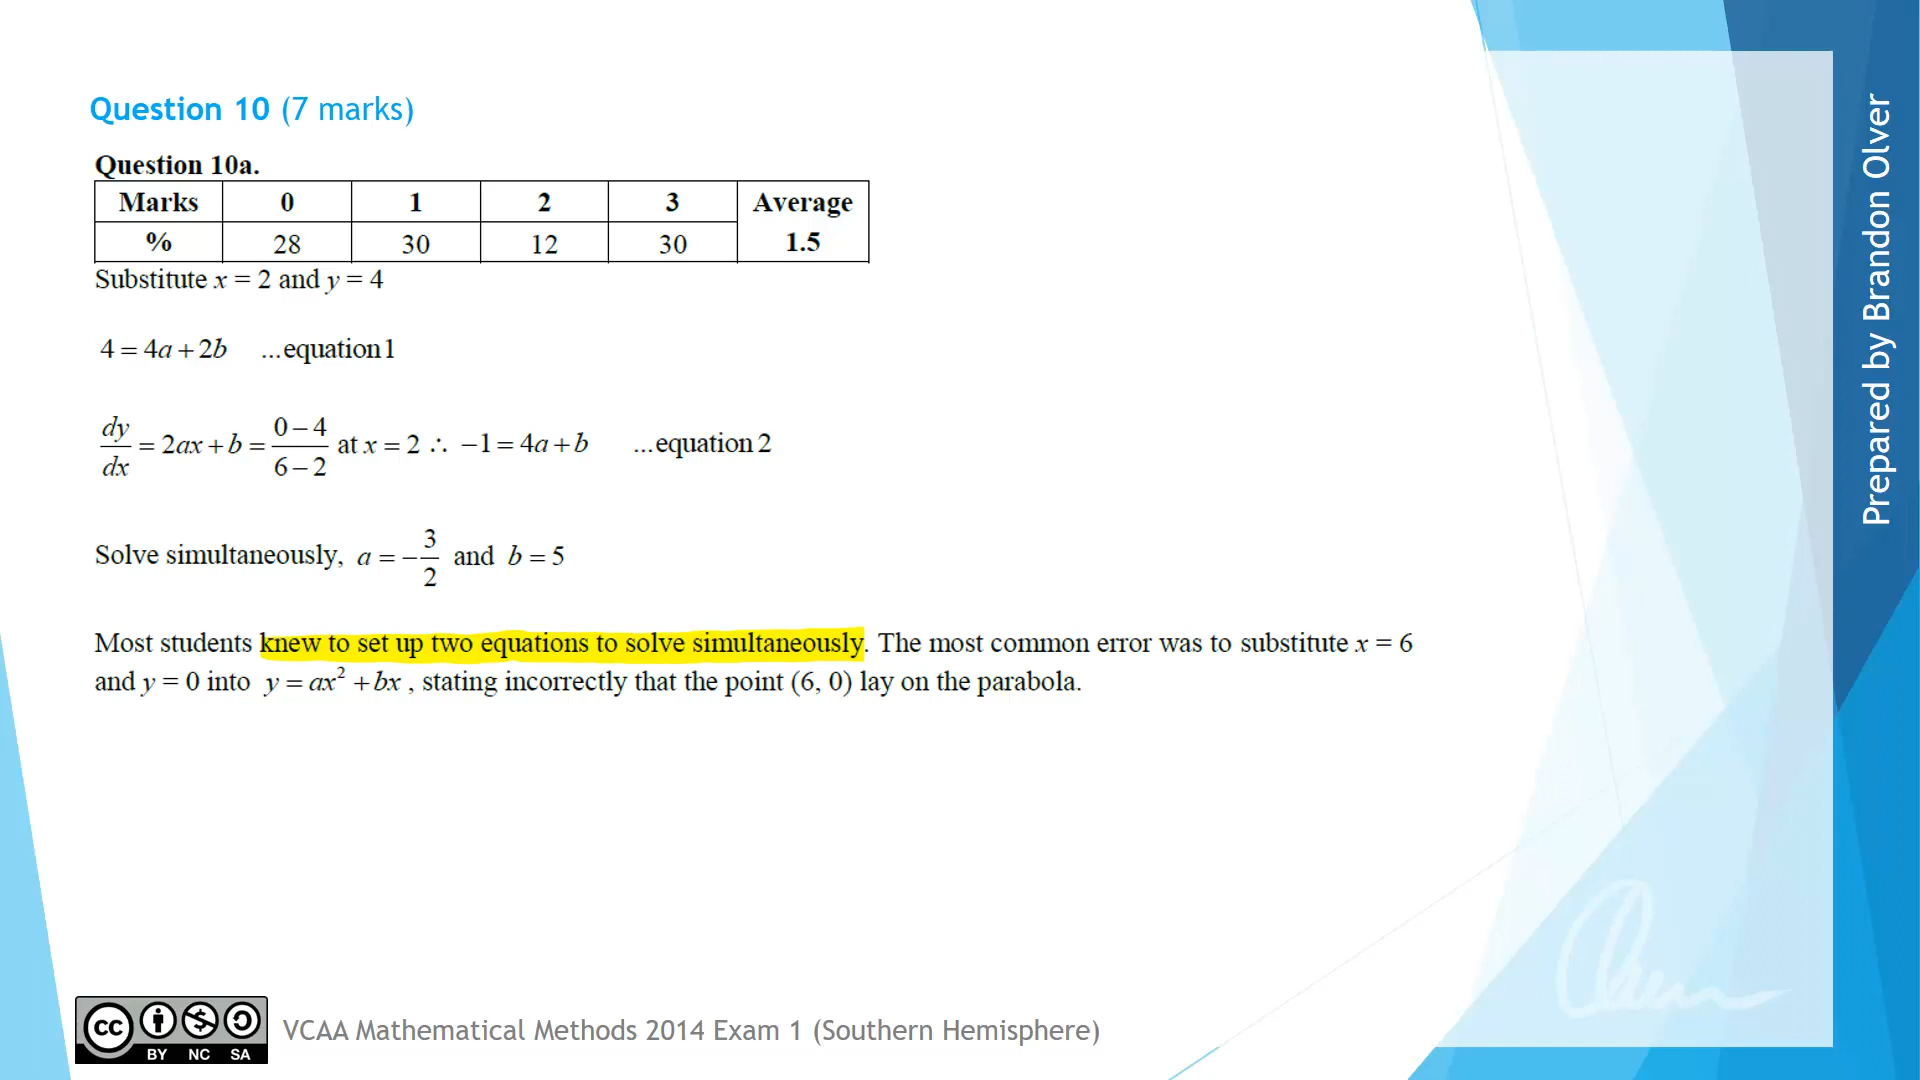 Question 10 (7 marks)
Question 10a.
Marks 0 1 2 3 Average
% 28 30 12 30 1.5
Substitute x = 2 and y = 4
4 = 4a + 2b ...equation1
dy/dx = 2ax + b = (0 – 4)/(6 – 2) at x = 2 ∴ –1 = 4a + b ...equation 2
Solve simultaneously, a = –3/2 and b = 5
Most students knew to set up two equations to solve simultaneously. The most common error was to substitute x = 6
and y = 0 into y = ax² + bx , stating incorrectly that the point (6, 0) lay on the parabola.
Prepared by Brandon Olver
cc
BY NC SA
VCAA Mathematical Methods 2014 Exam 1 (Southern Hemisphere)